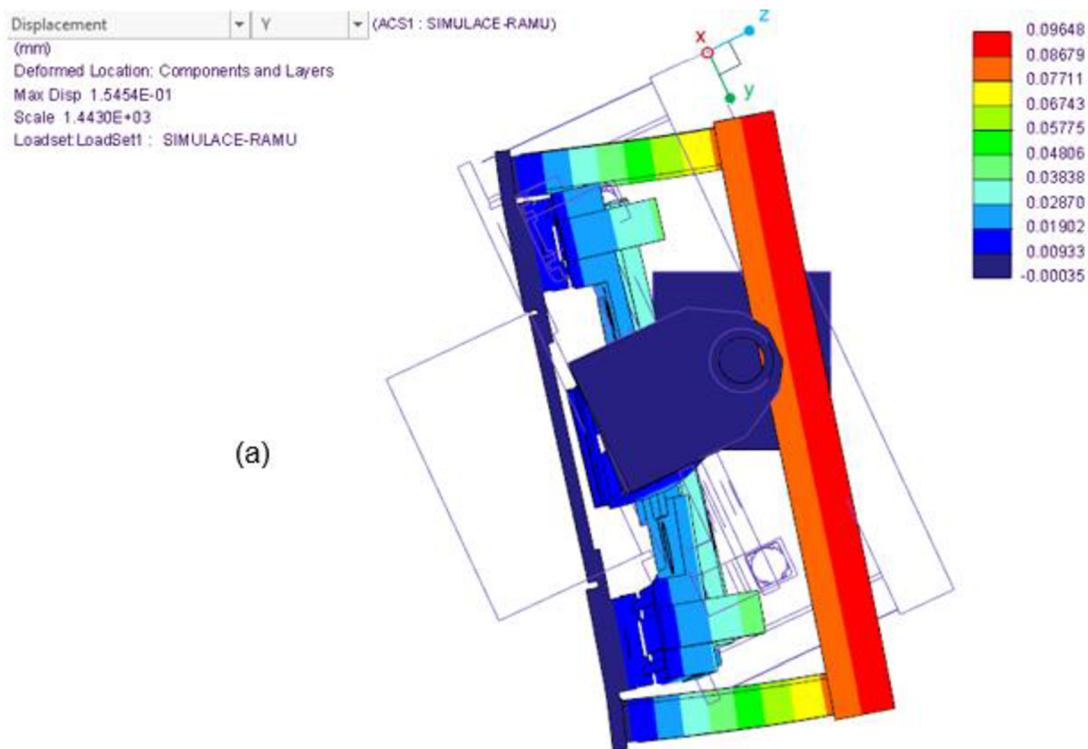 Displacement Y (ACS1 : SIMULACE-RAMU)
(mm)
Deformed Location: Components and Layers
Max Disp 1.5454E-01
Scale 1.4430E+03
Loadset:LoadSet1 : SIMULACE-RAMU
x
z
y
0.09648
0.08679
0.07711
0.06743
0.05775
0.04806
0.03838
0.02870
0.01902
0.00933
-0.00035
(a)